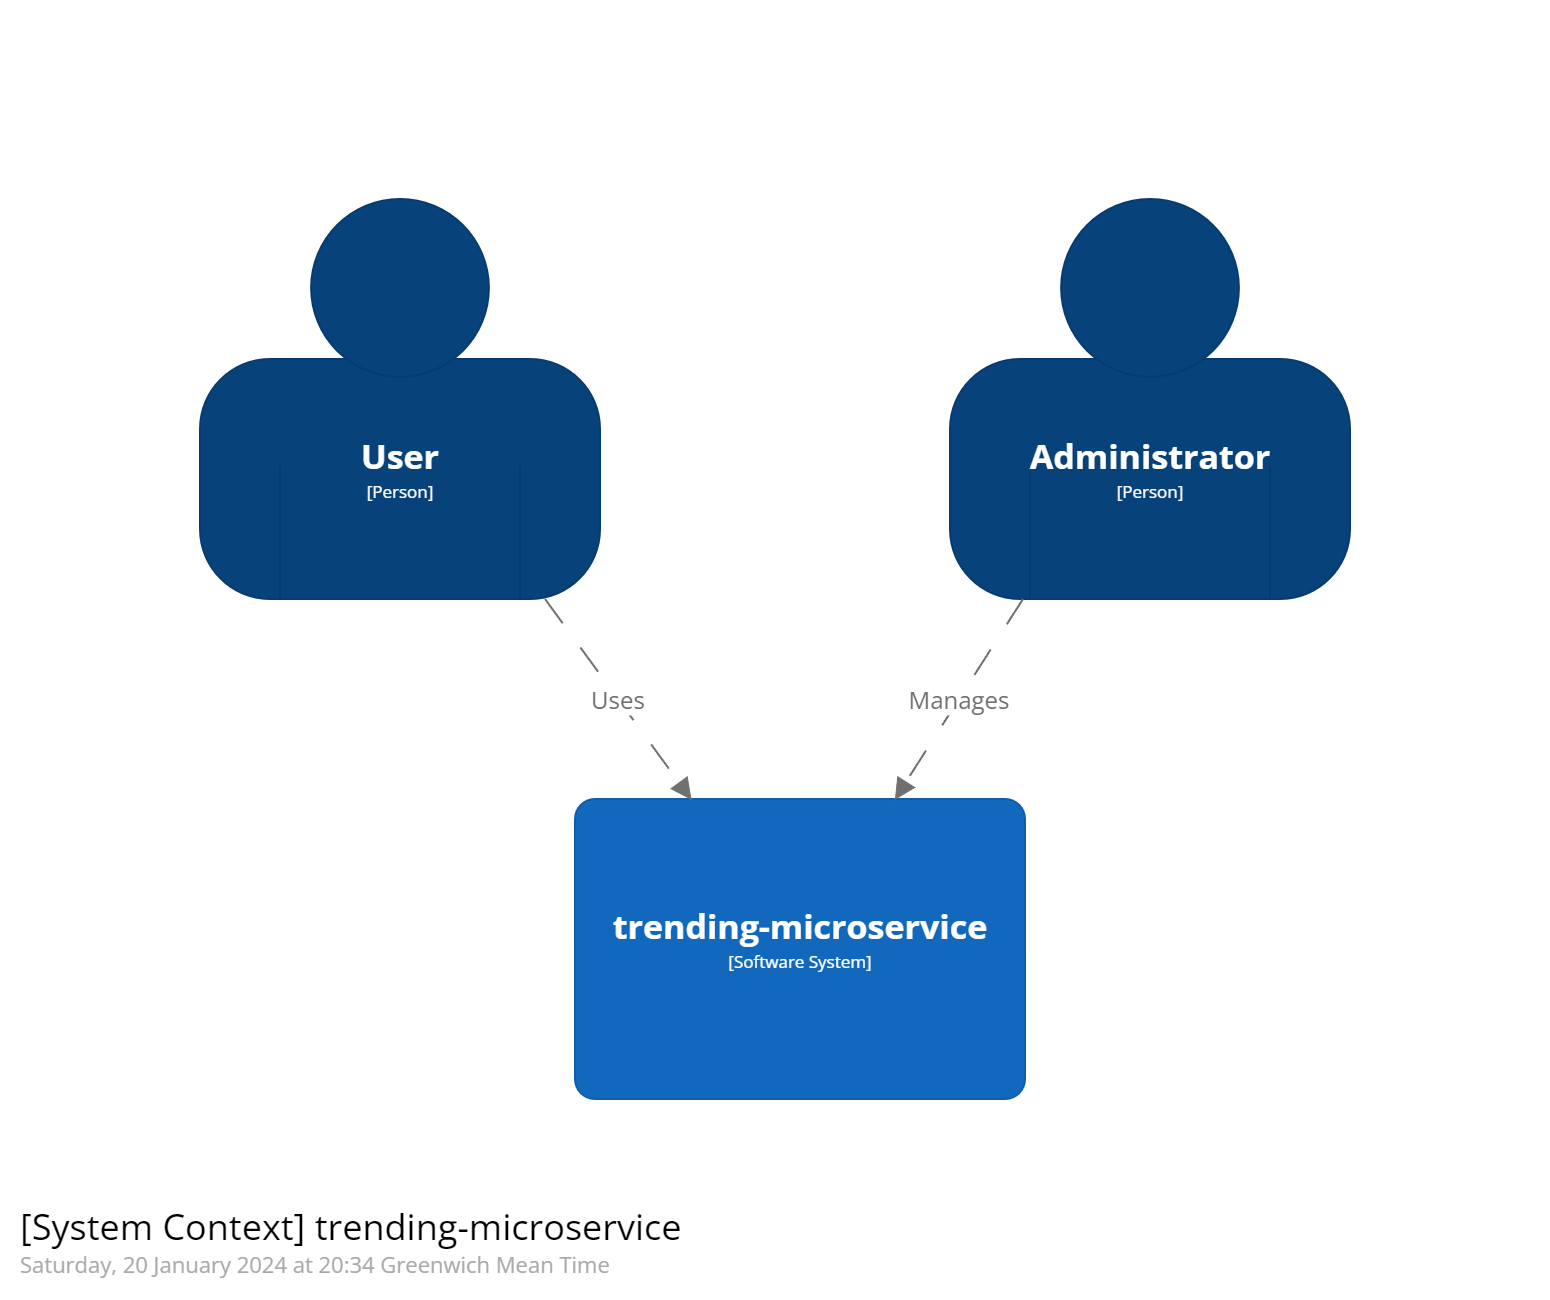 User
[Person]
Administrator
[Person]
Uses
Manages
trending-microservice
[Software System]
[System Context] trending-microservice
Saturday, 20 January 2024 at 20:34 Greenwich Mean Time